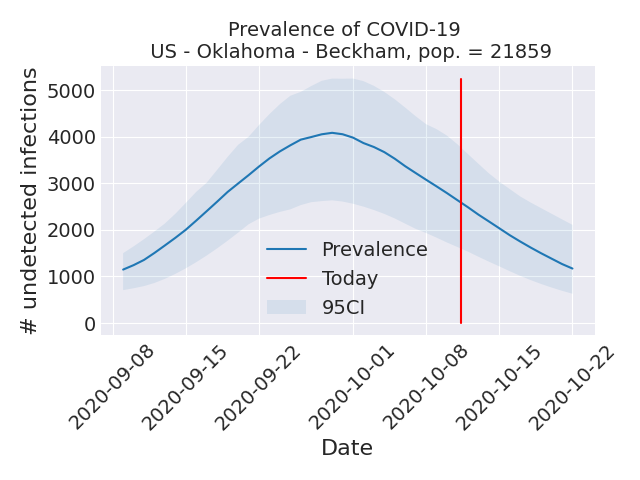 Prevalence of COVID-19
US - Oklahoma - Beckham, pop. = 21859
# undetected infections
5000
4000
3000
2000
1000
0
Prevalence
Today
95CI
2020-09-08
2020-09-15
2020-09-22
2020-10-01
2020-10-08
2020-10-15
2020-10-22
Date